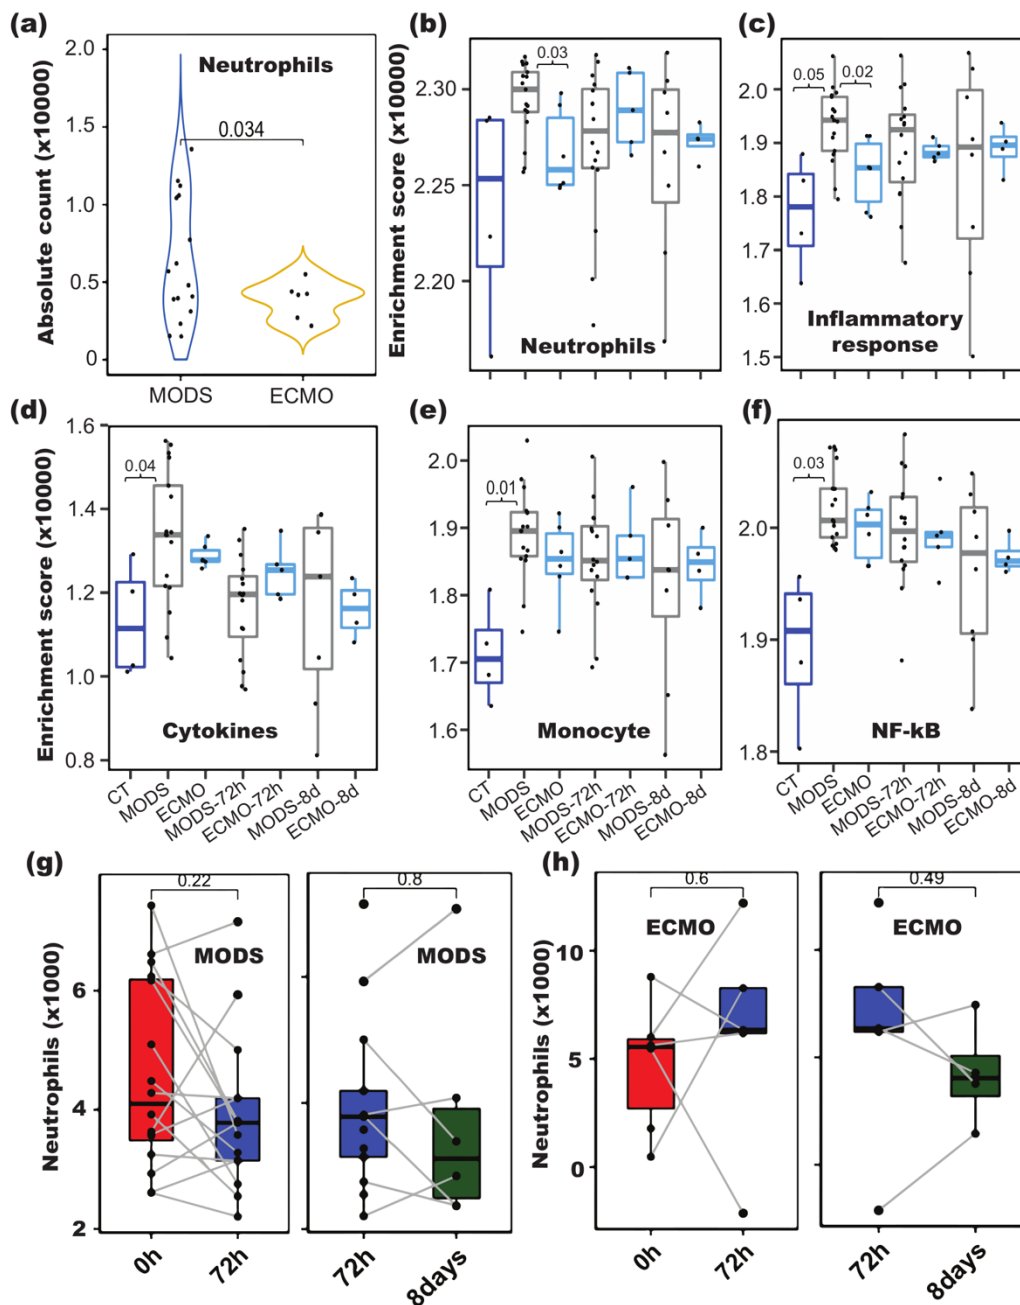 (a)
Absolute count (x10000)
2.0
1.5
1.0
0.5
0
Neutrophils
0.034
MODS
ECMO
(b)
Enrichment score (x10000)
2.30
2.25
2.20
0.03
Neutrophils
(c)
2.0
1.9
1.8
1.7
1.6
1.5
0.05
0.02
Inflammatory
response
(d)
Enrichment score (x10000)
1.6
1.4
1.2
1.0
0.8
0.04
Cytokines
CT
MODS
ECMO
MODS-72h
ECMO-72h
MODS-8d
ECMO-8d
(e)
2.0
1.9
1.8
1.7
1.6
0.01
Monocyte
CT
MODS
ECMO
MODS-72h
ECMO-72h
MODS-8d
ECMO-8d
(f)
2.0
1.9
1.8
0.03
NF-kB
CT
MODS
ECMO
MODS-72h
ECMO-72h
MODS-8d
ECMO-8d
(g)
Neutrophils (x1000)
6
4
2
0.22
MODS
0h
72h
0.8
MODS
72h
8days
(h)
Neutrophils (x1000)
10
5
0
0.6
ECMO
0h
72h
0.49
ECMO
72h
8days